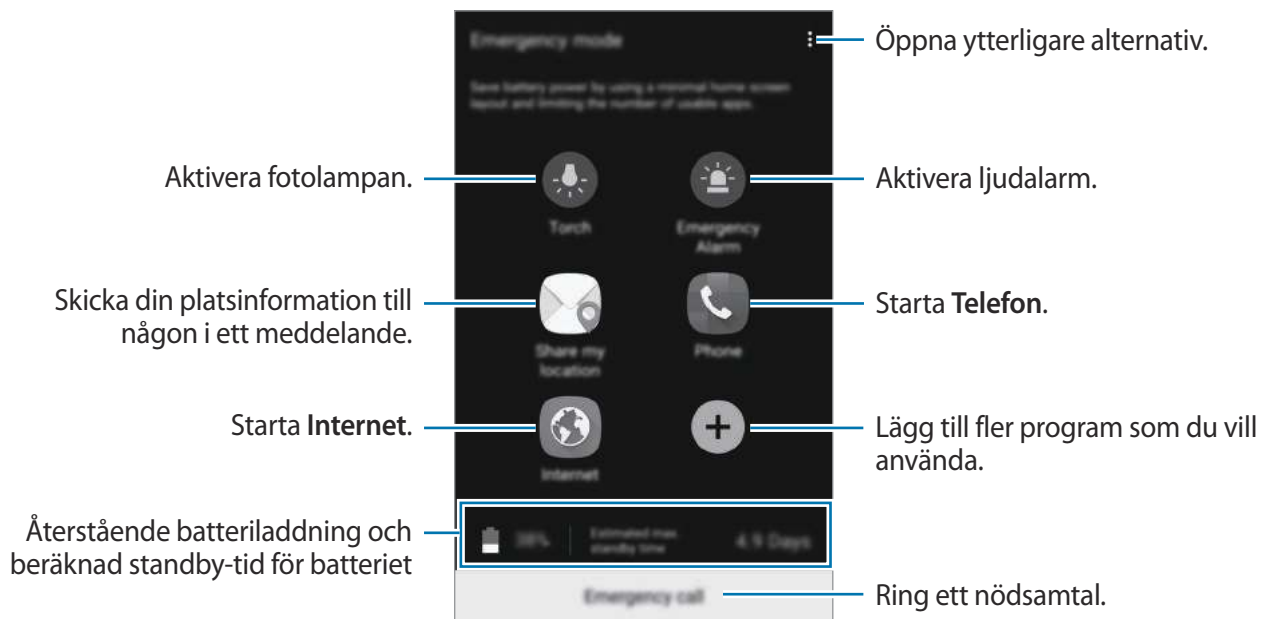 Emergency mode
Öppna ytterligare alternativ.
Save battery power by using a minimal home screen
layout and limiting the number of usable apps.
Aktivera fotolampan.
Torch
Emergency
Alarm
Aktivera ljudalarm.
Skicka din platsinformation till
någon i ett meddelande.
Share my
location
Phone
Starta Telefon.
Starta Internet.
Internet
Lägg till fler program som du vill
använda.
Återstående batteriladdning och
beräknad standby-tid för batteriet
38%
Estimated max.
standby time
4.9 Days
Emergency call
Ring ett nödsamtal.